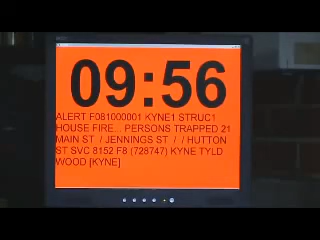 09:56
ALERT F081000001 KYNE1 STRUC1
HOUSE FIRE... PERSONS TRAPPED 21
MAIN ST / JENNINGS ST / / HUTTON
ST SVC 8152 F8 (728747) KYNE TYLD
WOOD [KYNE]